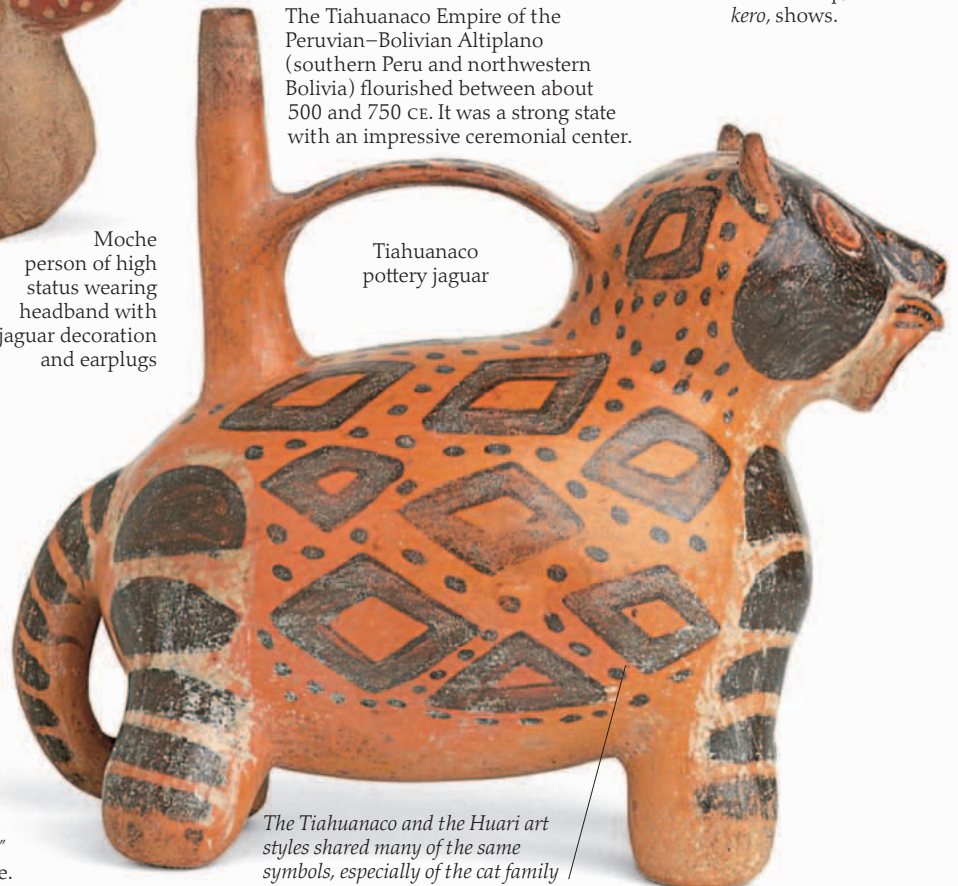 The Tiahuanaco Empire of the
Peruvian–Bolivian Altiplano
(southern Peru and northwestern
Bolivia) flourished between about
500 and 750 CE. It was a strong state
with an impressive ceremonial center.
kero, shows.
Moche
person of high
status wearing
headband with
jaguar decoration
and earplugs
Tiahuanaco
pottery jaguar
The Tiahuanaco and the Huari art
styles shared many of the same
symbols, especially of the cat family
"
e.